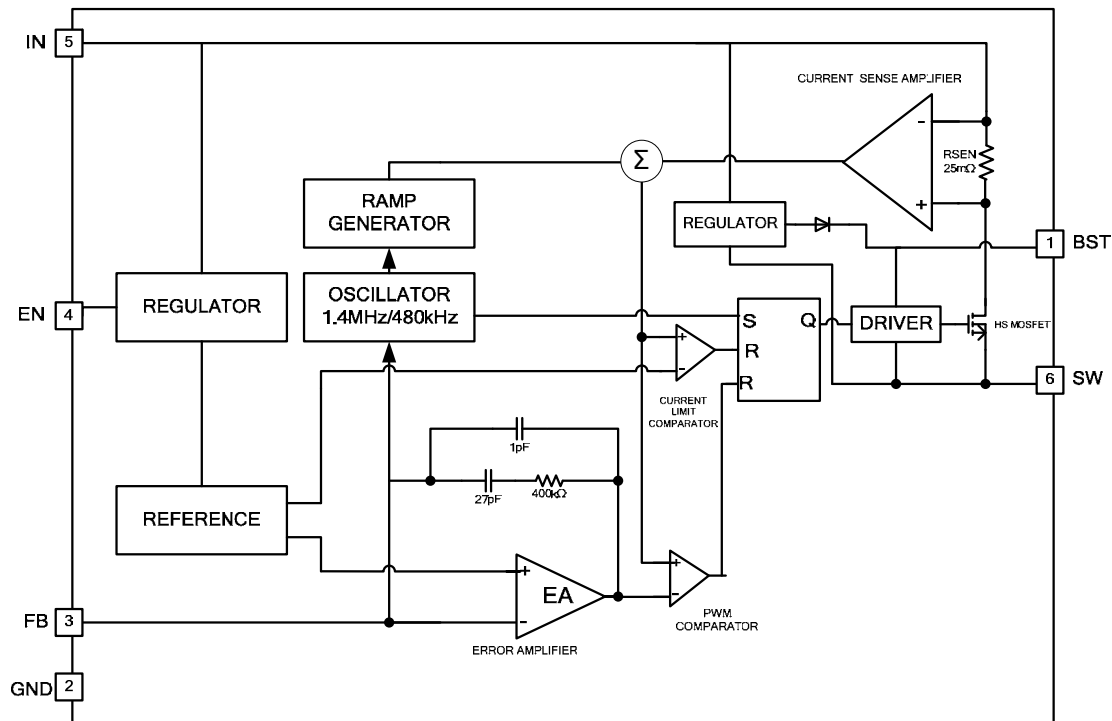 IN
5
CURRENT SENSE AMPLIFIER
-
+
RSEN
25mΩ
Σ
RAMP
GENERATOR
REGULATOR
1
BST
EN
4
REGULATOR
OSCILLATOR
1.4MHz/480kHz
S
Q
R
R
DRIVER
HS MOSFET
+
-
CURRENT
LIMIT
COMPARATOR
6
SW
1pF
27pF
400kΩ
REFERENCE
+
-
EA
+
-
PWM
COMPARATOR
FB
3
ERROR AMPLIFIER
GND
2